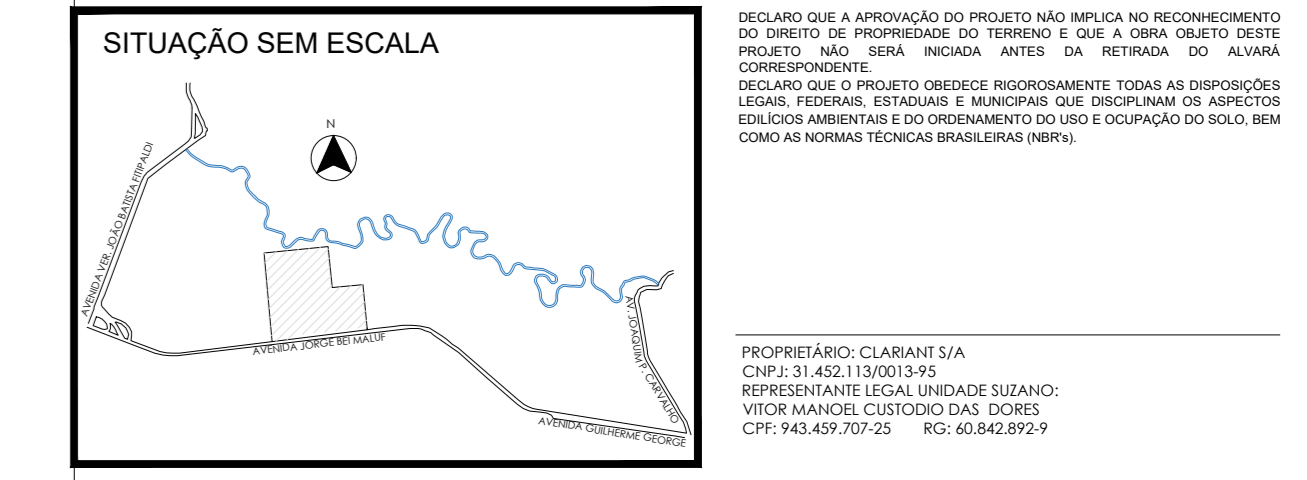 SITUAÇÃO SEM ESCALA
N
AVENIDA VER. JOÃO BATISTA FITIPALDI
AVENIDA JORGE BEI MALUF
AV. JOAQUIM P. CARVALHO
AVENIDA GUILHERME GEORGE
DECLARO QUE A APROVAÇÃO DO PROJETO NÃO IMPLICA NO RECONHECIMENTO
DO DIREITO DE PROPRIEDADE DO TERRENO E QUE A OBRA OBJETO DESTE
PROJETO NÃO SERÁ INICIADA ANTES DA RETIRADA DO ALVARÁ
CORRESPONDENTE.
DECLARO QUE O PROJETO OBEDECE RIGOROSAMENTE TODAS AS DISPOSIÇÕES
LEGAIS, FEDERAIS, ESTADUAIS E MUNICIPAIS QUE DISCIPLINAM OS ASPECTOS
EDILÍCIOS AMBIENTAIS E DO ORDENAMENTO DO USO E OCUPAÇÃO DO SOLO, BEM
COMO AS NORMAS TÉCNICAS BRASILEIRAS (NBR's).
PROPRIETÁRIO: CLARIANT S/A
CNPJ: 31.452.113/0013-95
REPRESENTANTE LEGAL UNIDADE SUZANO:
VITOR MANOEL CUSTODIO DAS DORES
CPF: 943.459.707-25 RG: 60.842.892-9